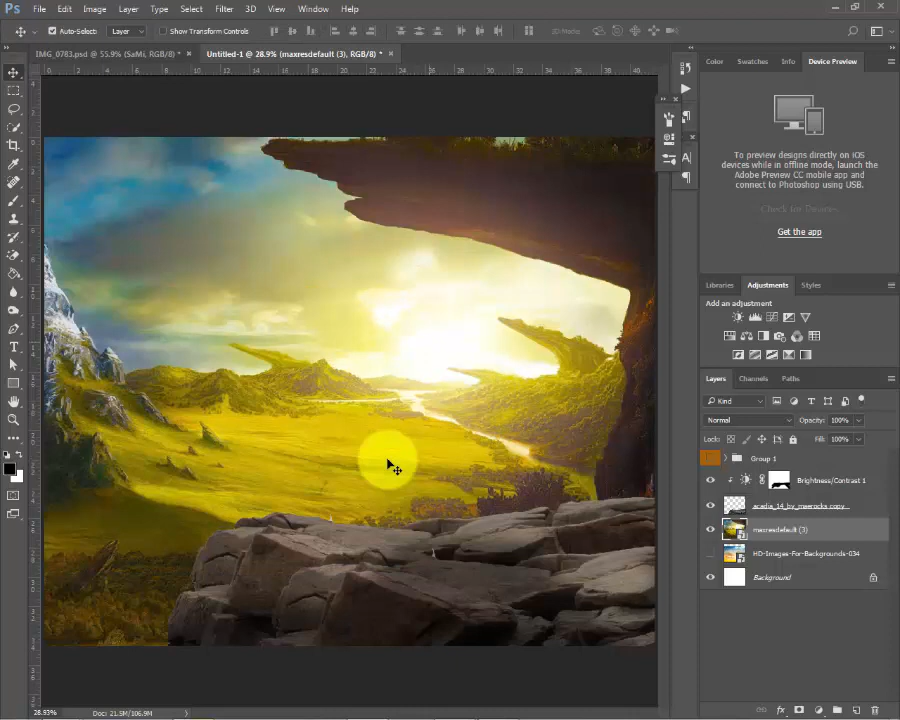 Ps File Edit Image Layer Type Select Filter 3D View Window Help
Auto-Select: Layer Show Transform Controls 3D Mode:
IMG_0783.psd @ 55.9% (SaMi, RGB/8) * × Untitled-1 @ 28.9% (maxresdefault (3), RGB/8) * ×
Color Swatches Info Device Preview
To preview designs directly on iOS
devices while in offline mode, launch the
Adobe Preview CC mobile app and
connect to Photoshop using USB.
Check for Devices
Get the app
Libraries Adjustments Styles
Add an adjustment
Layers Channels Paths
Kind
Normal Opacity: 100%
Lock: Fill: 100%
Group 1
Brightness/Contrast 1
maxresdefault (3)
HD-Images-For-Backgrounds-034
Background
28.93% Doc: 21.5M/106.9M